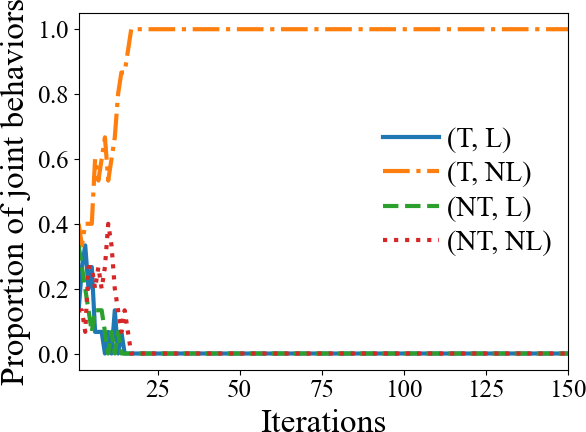 Proportion of joint behaviors
1.0
0.8
0.6
0.4
0.2
0.0
(T, L)
(T, NL)
(NT, L)
(NT, NL)
25 50 75 100 125 150
Iterations